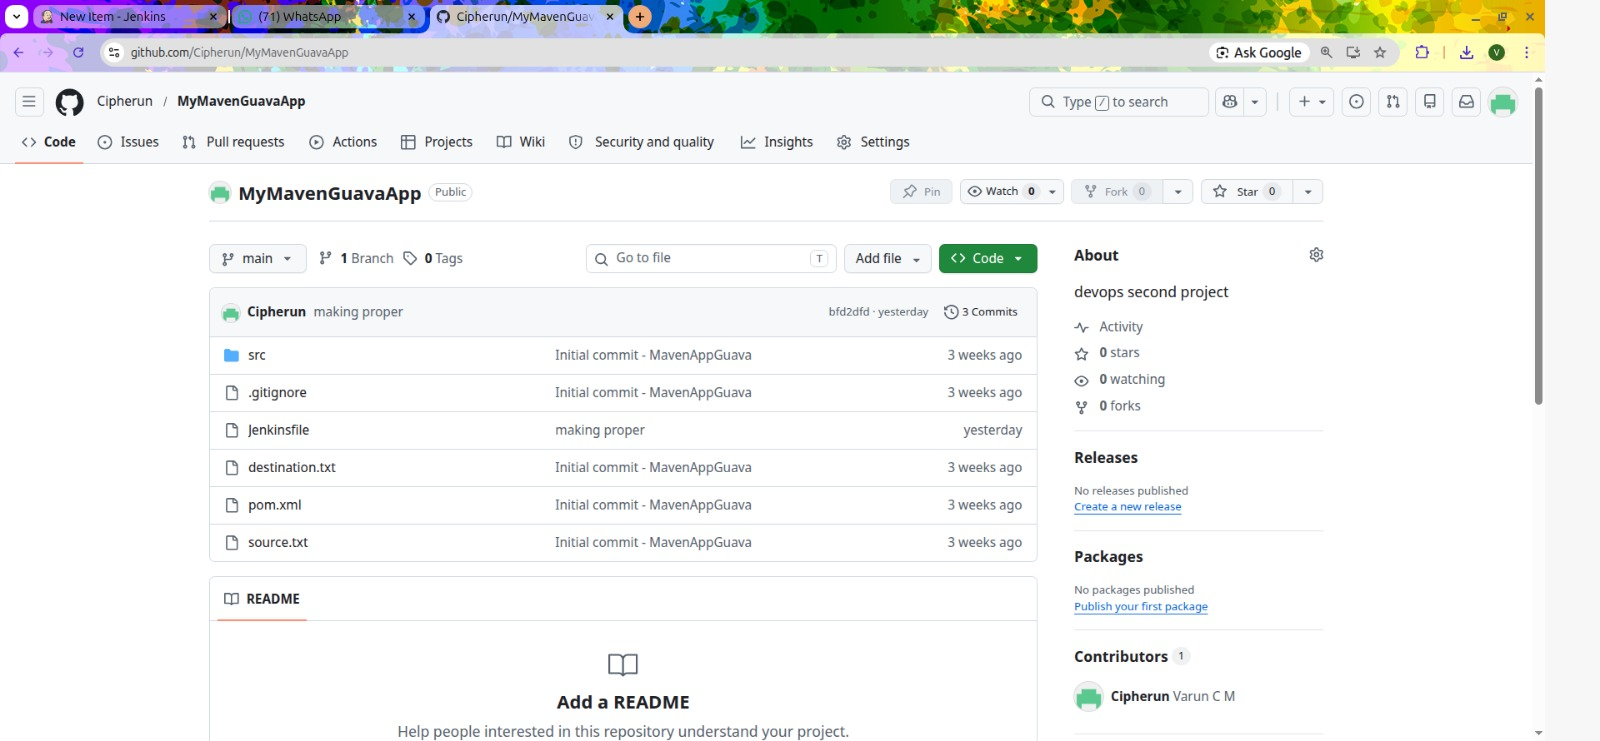 New Item - Jenkins
(71) WhatsApp
Cipherun/MyMavenGuava
github.com/Cipherun/MyMavenGuavaApp
Ask Google
V
Cipherun / MyMavenGuavaApp
Type / to search
Code
Issues
Pull requests
Actions
Projects
Wiki
Security and quality
Insights
Settings
MyMavenGuavaApp Public
Pin
Watch 0
Fork 0
Star 0
main
1 Branch
0 Tags
Go to file T
Add file
Code
Cipherun making proper bfd2dfd · yesterday 3 Commits
src Initial commit - MavenAppGuava 3 weeks ago
.gitignore Initial commit - MavenAppGuava 3 weeks ago
Jenkinsfile making proper yesterday
destination.txt Initial commit - MavenAppGuava 3 weeks ago
pom.xml Initial commit - MavenAppGuava 3 weeks ago
source.txt Initial commit - MavenAppGuava 3 weeks ago
README
Add a README
Help people interested in this repository understand your project.
About
devops second project
Activity
0 stars
0 watching
0 forks
Releases
No releases published
Create a new release
Packages
No packages published
Publish your first package
Contributors 1
Cipherun Varun C M